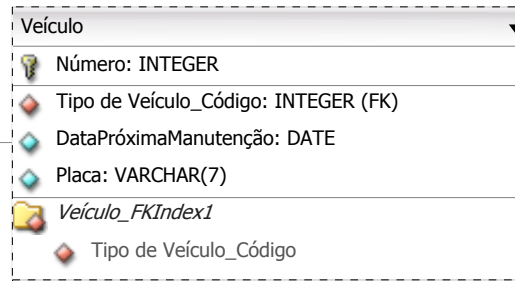 Veículo
Número: INTEGER
Tipo de Veículo_Código: INTEGER (FK)
DataPróximaManutenção: DATE
Placa: VARCHAR(7)
Veículo_FKIndex1
Tipo de Veículo_Código